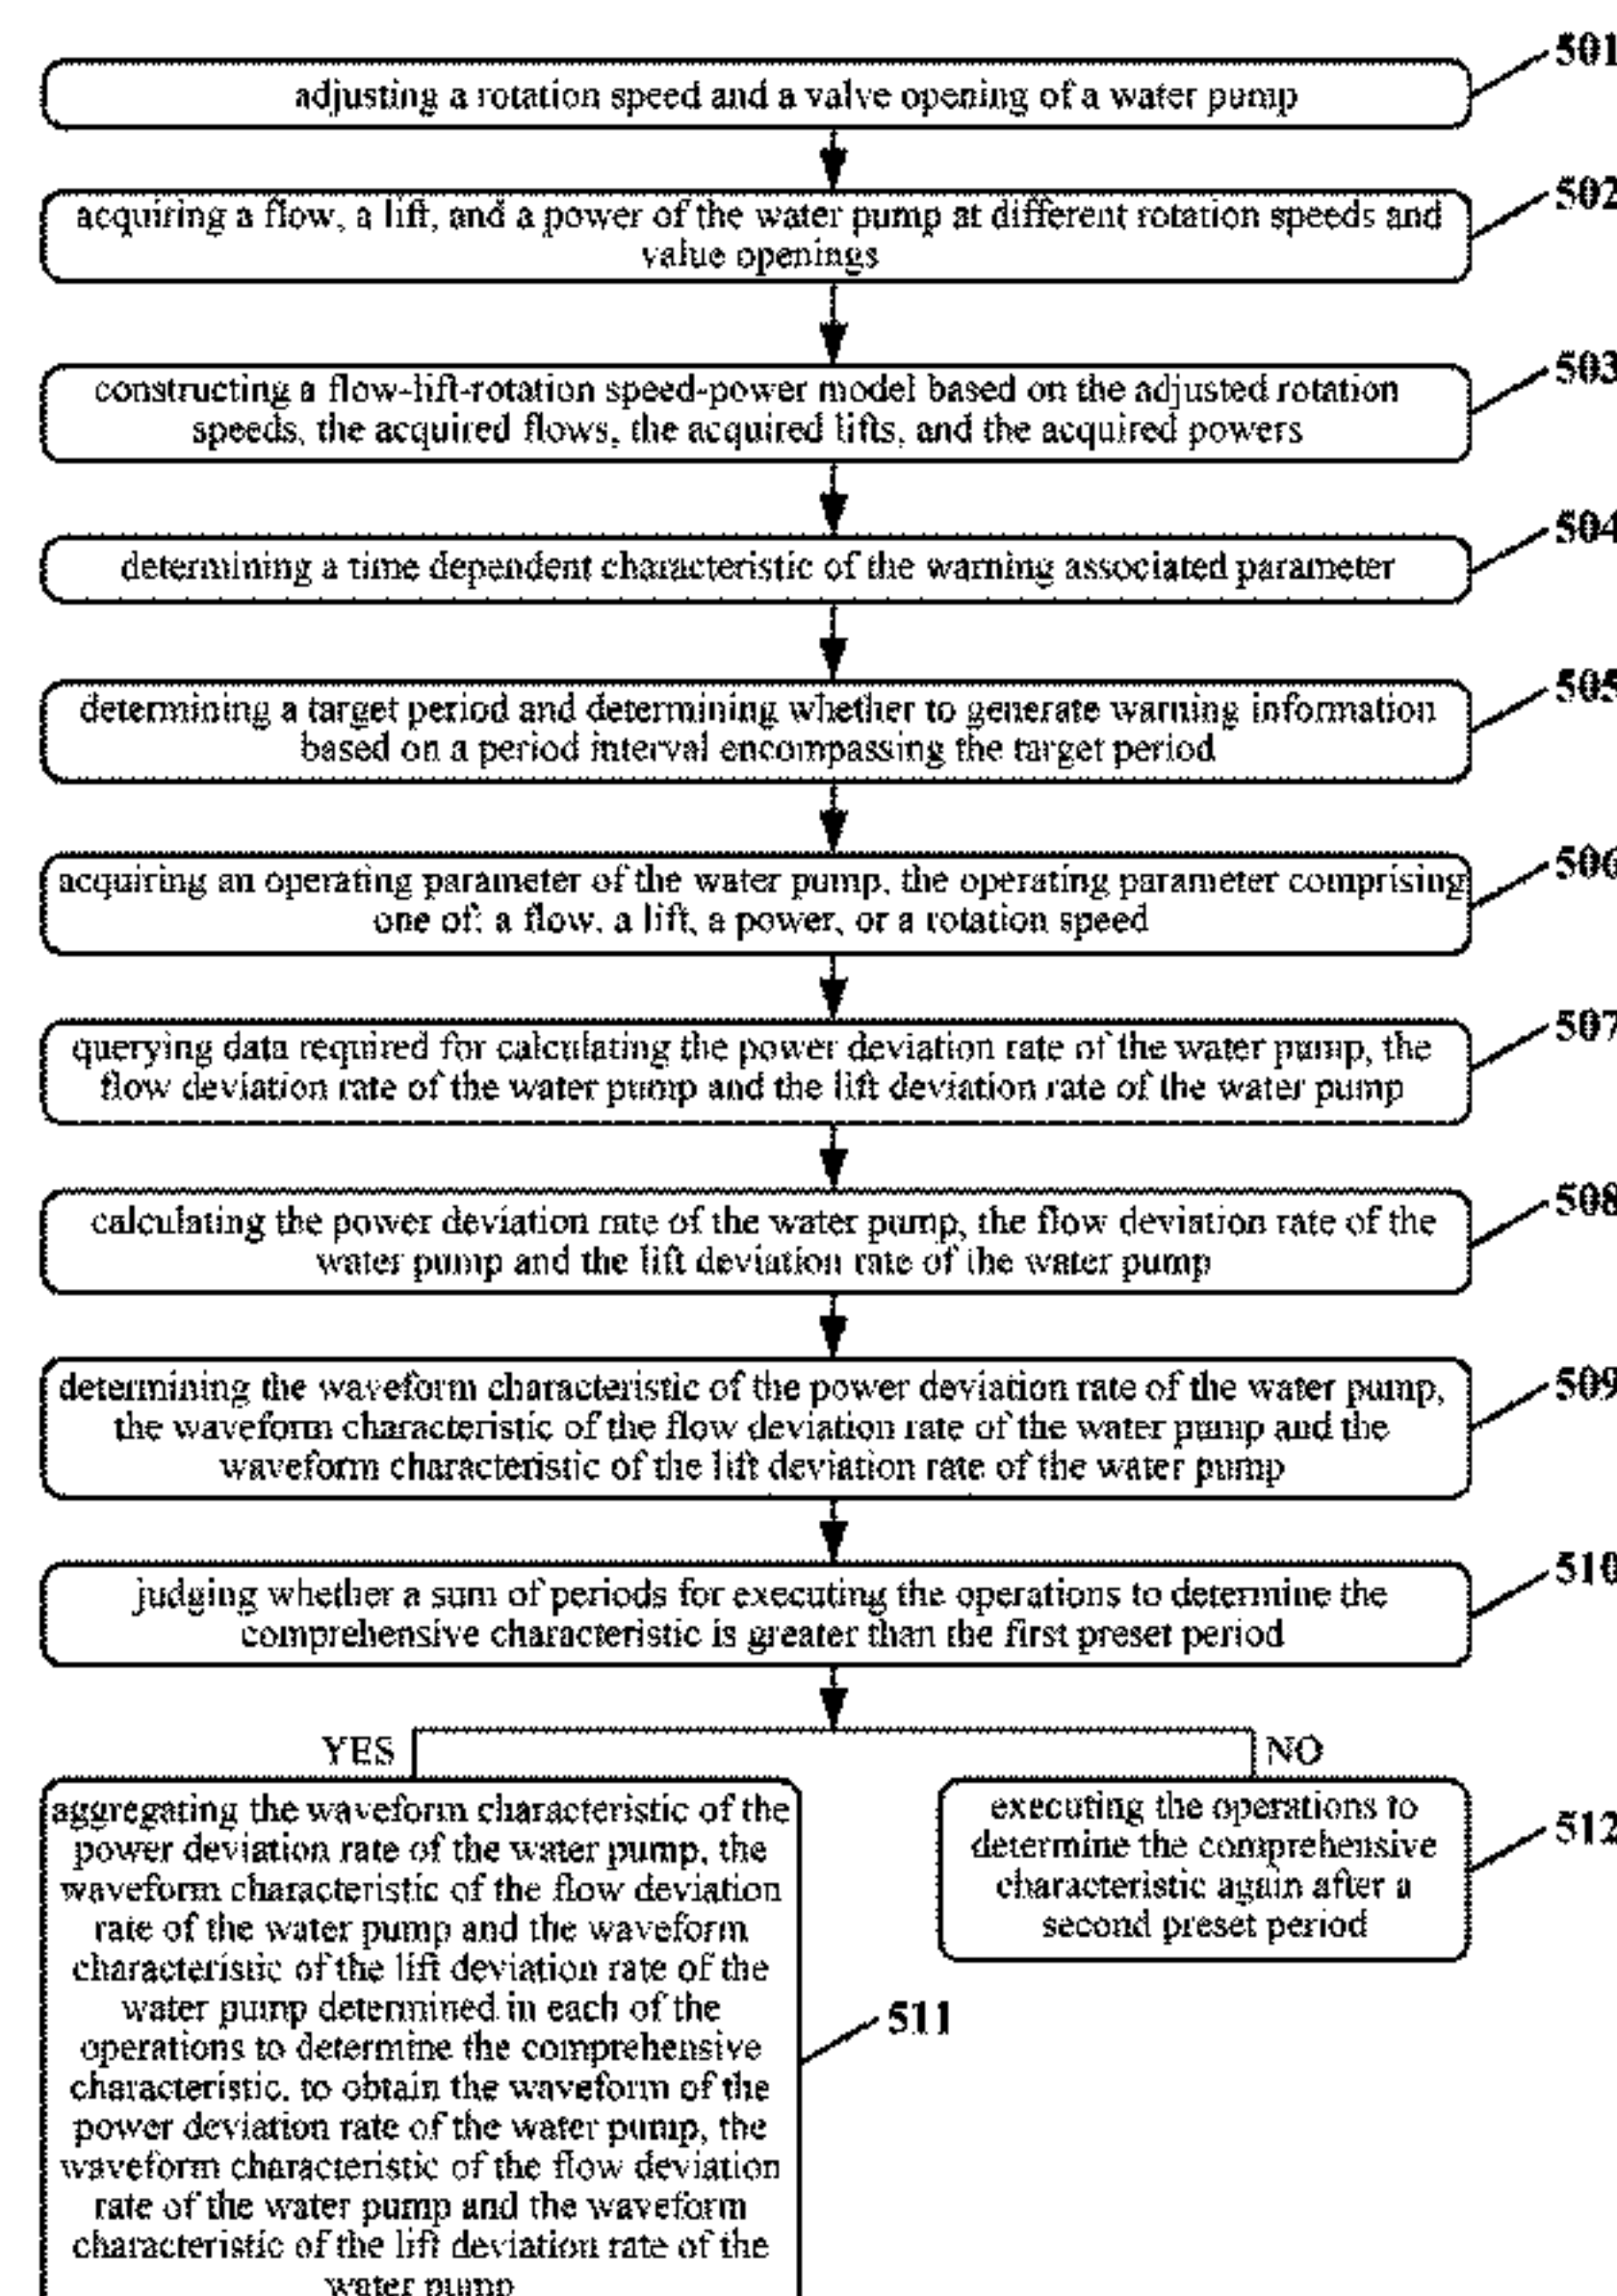 501
adjusting a rotation speed and a valve opening of a water pump
502
acquiring a flow, a lift, and a power of the water pump at different rotation speeds and
value openings
503
constructing a flow-lift-rotation speed-power model based on the adjusted rotation
speeds, the acquired flows, the acquired lifts, and the acquired powers
504
determining a time dependent characteristic of the warning associated parameter
505
determining a target period and determining whether to generate warning information
based on a period interval encompassing the target period
506
acquiring an operating parameter of the water pump, the operating parameter comprising
one of: a flow, a lift, a power, or a rotation speed
507
querying data required for calculating the power deviation rate of the water pump, the
flow deviation rate of the water pump and the lift deviation rate of the water pump
508
calculating the power deviation rate of the water pump, the flow deviation rate of the
water pump and the lift deviation rate of the water pump
509
determining the waveform characteristic of the power deviation rate of the water pump,
the waveform characteristic of the flow deviation rate of the water pump and the
waveform characteristic of the lift deviation rate of the water pump
510
judging whether a sum of periods for executing the operations to determine the
comprehensive characteristic is greater than the first preset period
YES
NO
aggregating the waveform characteristic of the
power deviation rate of the water pump, the
waveform characteristic of the flow deviation
rate of the water pump and the waveform
characteristic of the lift deviation rate of the
water pump determined in each of the
operations to determine the comprehensive
characteristic, to obtain the waveform of the
power deviation rate of the water pump, the
waveform characteristic of the flow deviation
rate of the water pump and the waveform
characteristic of the lift deviation rate of the
water pump
511
executing the operations to
determine the comprehensive
characteristic again after a
second preset period
512